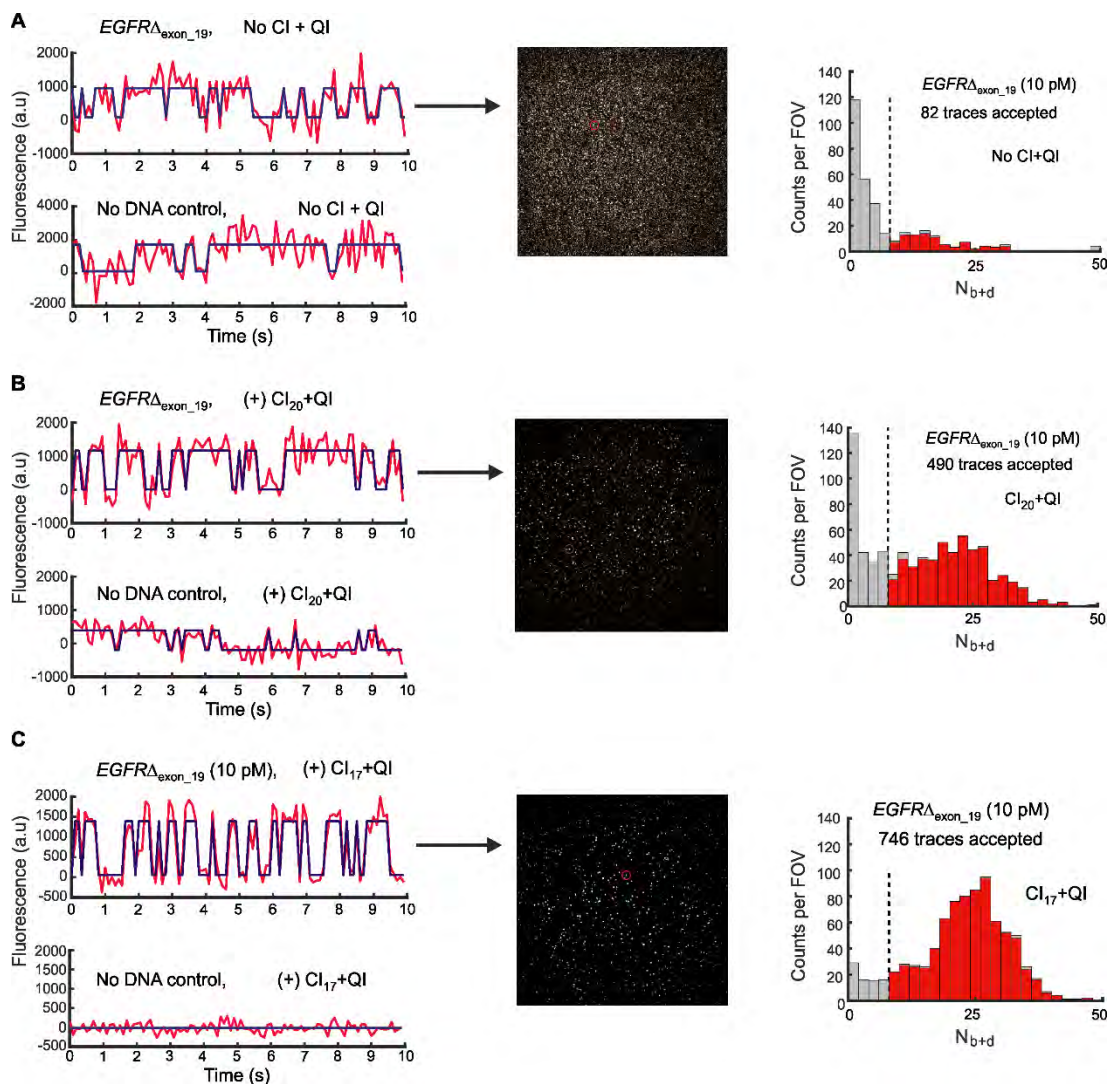 A
EGFRΔexon_19, No CI + QI
2000
1000
0
-1000
0 1 2 3 4 5 6 7 8 9 10
No DNA control, No CI + QI
4000
2000
0
-2000
0 1 2 3 4 5 6 7 8 9 10
Fluorescence (a.u)
Time (s)
140
120
100
80
60
40
20
0
0 25 50
Counts per FOV
EGFRΔexon_19 (10 pM)
82 traces accepted
No CI+QI
Nb+d
B
EGFRΔexon_19, (+) CI20+QI
2000
1000
0
-1000
0 1 2 3 4 5 6 7 8 9 10
No DNA control, (+) CI20+QI
2000
1000
0
-1000
0 1 2 3 4 5 6 7 8 9 10
Fluorescence (a.u)
Time (s)
140
120
100
80
60
40
20
0
0 25 50
Counts per FOV
EGFRΔexon_19 (10 pM)
490 traces accepted
CI20+QI
Nb+d
C
EGFRΔexon_19 (10 pM), (+) CI17+QI
2000
1500
1000
500
0
-500
0 1 2 3 4 5 6 7 8 9 10
No DNA control, (+) CI17+QI
2000
1500
1000
500
0
-500
0 1 2 3 4 5 6 7 8 9 10
Fluorescence (a.u)
Time (s)
140
120
100
80
60
40
20
0
0 25 50
Counts per FOV
EGFRΔexon_19 (10 pM)
746 traces accepted
CI17+QI
Nb+d